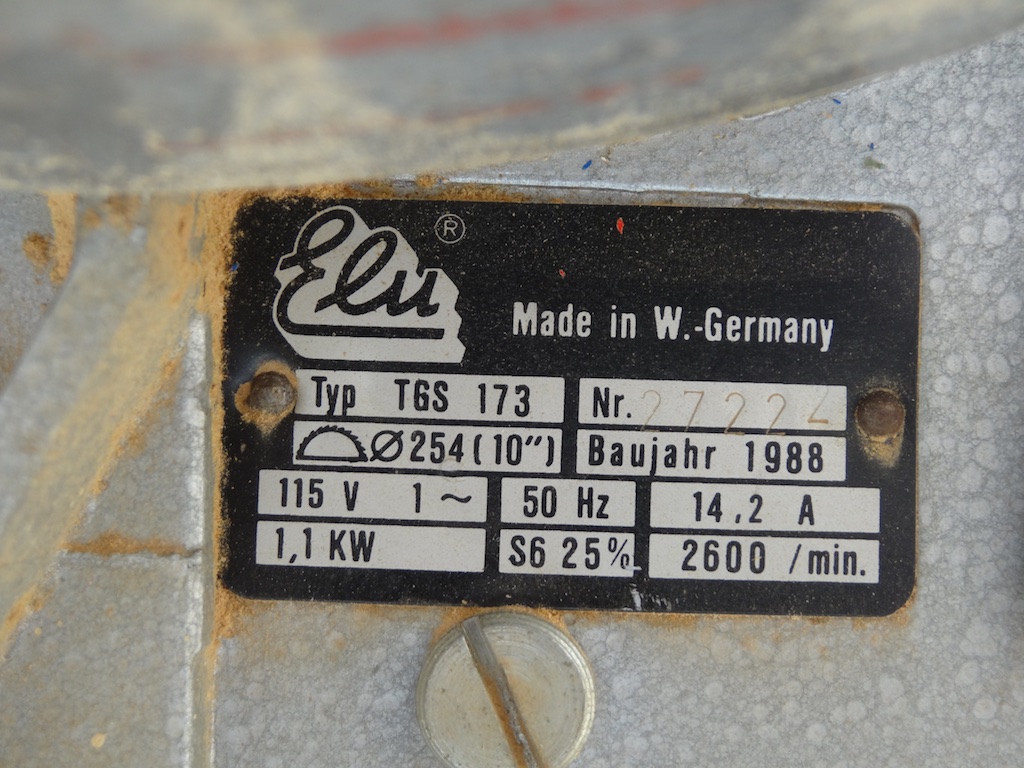 Elu ®
Made in W.-Germany
Typ TGS 173 Nr. 27224
Ø254 (10”) Baujahr 1988
115 V 1 ~ 50 Hz 14,2 A
1,1 KW S6 25% 2600 /min.